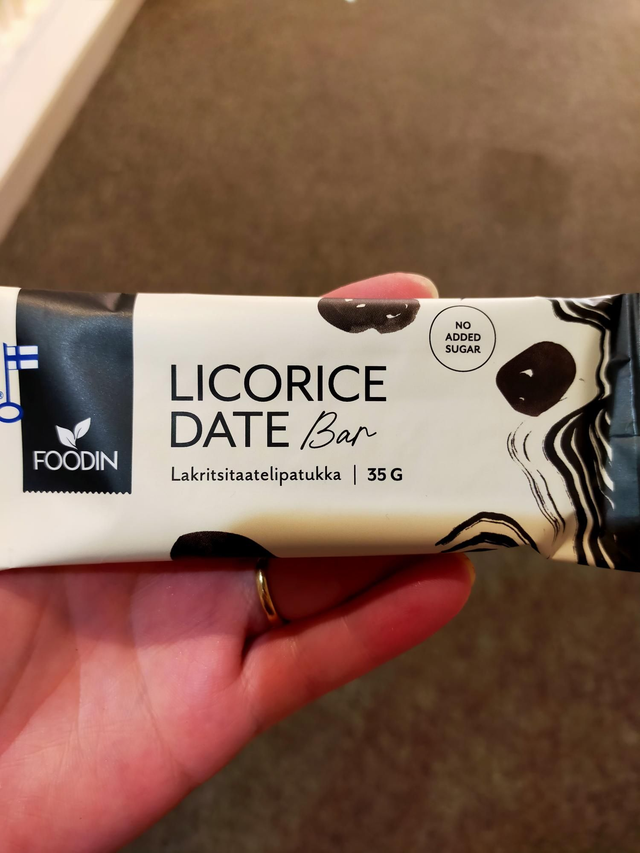 FOODIN
LICORICE
DATE Bar
Lakritsitaatelipatukka | 35 G
NO
ADDED
SUGAR